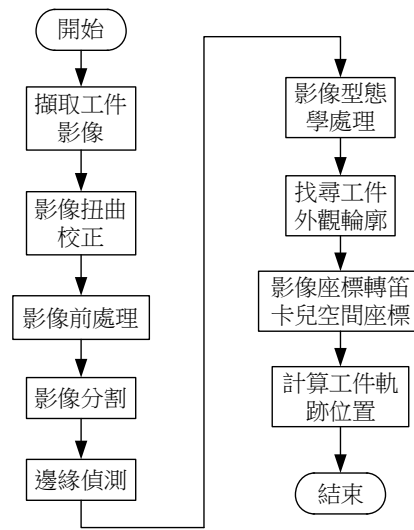 開始
擷取工件
影像
影像扭曲
校正
影像前處理
影像分割
邊緣偵測
影像型態
學處理
找尋工件
外觀輪廓
影像座標轉笛
卡兒空間座標
計算工件軌
跡位置
結束